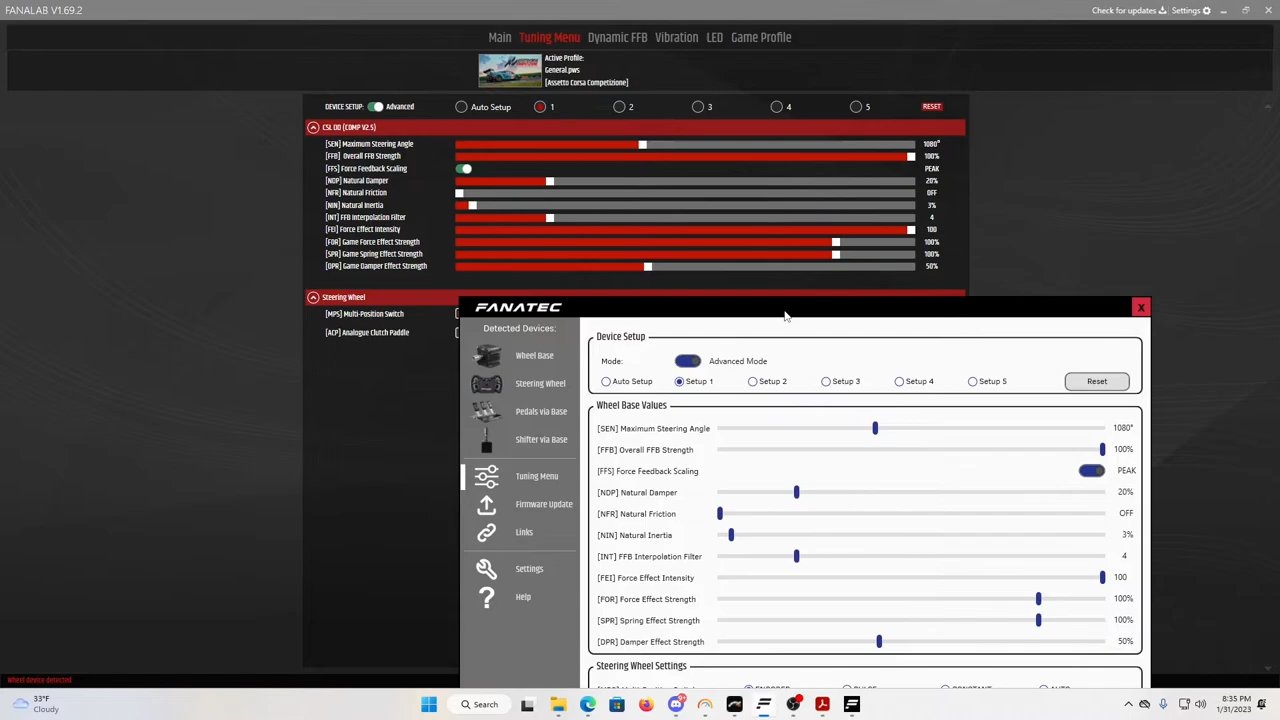 FANALAB V1.69.2
Check for updates Settings
Main Tuning Menu Dynamic FFB Vibration LED Game Profile
Active Profile:
General.pws
[Assetto Corsa Competizione]
DEVICE SETUP: Advanced Auto Setup 1 2 3 4 5 RESET
CSL DD (COMP V2.5)
[SEN] Maximum Steering Angle 1080°
[FFB] Overall FFB Strength 100%
[FFS] Force Feedback Scaling PEAK
[NDP] Natural Damper 20%
[NFR] Natural Friction OFF
[NIN] Natural Inertia 3%
[INT] FFB Interpolation Filter 4
[FEI] Force Effect Intensity 100
[FOR] Game Force Effect Strength 100%
[SPR] Game Spring Effect Strength 100%
[DPR] Game Damper Effect Strength 50%
Steering Wheel
[MPS] Multi-Position Switch
[ACP] Analogue Clutch Paddle
FANATEC X
Detected Devices:
Wheel Base
Steering Wheel
Pedals via Base
Shifter via Base
Tuning Menu
Firmware Update
Links
Settings
Help
Device Setup
Mode: Advanced Mode
Auto Setup Setup 1 Setup 2 Setup 3 Setup 4 Setup 5 Reset
Wheel Base Values
[SEN] Maximum Steering Angle 1080°
[FFB] Overall FFB Strength 100%
[FFS] Force Feedback Scaling PEAK
[NDP] Natural Damper 20%
[NFR] Natural Friction OFF
[NIN] Natural Inertia 3%
[INT] FFB Interpolation Filter 4
[FEI] Force Effect Intensity 100
[FOR] Force Effect Strength 100%
[SPR] Spring Effect Strength 100%
[DPR] Damper Effect Strength 50%
Steering Wheel Settings
Wheel device detected
33°F
Cloudy
Search
8:35 PM
1/31/2023